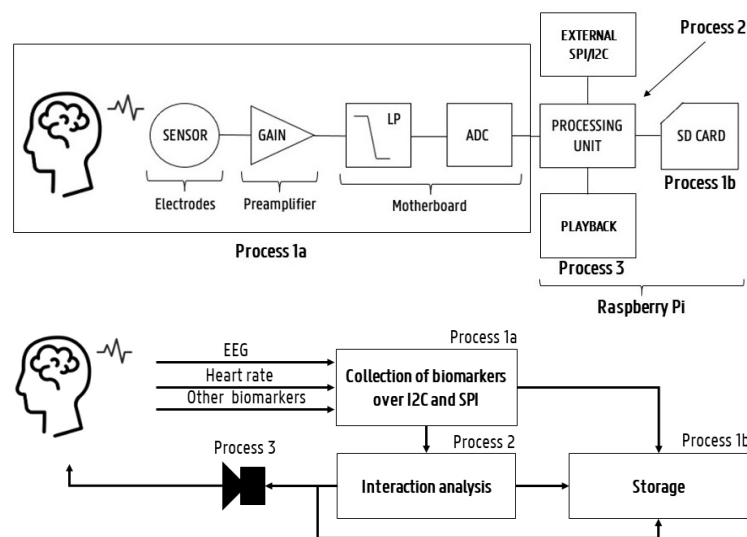 EXTERNAL
SPI/I2C
Process 2
SENSOR
GAIN
LP
ADC
PROCESSING
UNIT
SD CARD
Process 1b
Electrodes
Preamplifier
Motherboard
PLAYBACK
Process 1a
Process 3
Raspberry Pi
Process 1a
EEG
Heart rate
Other biomarkers
Collection of biomarkers
over I2C and SPI
Process 3
Process 2
Process 1b
Interaction analysis
Storage